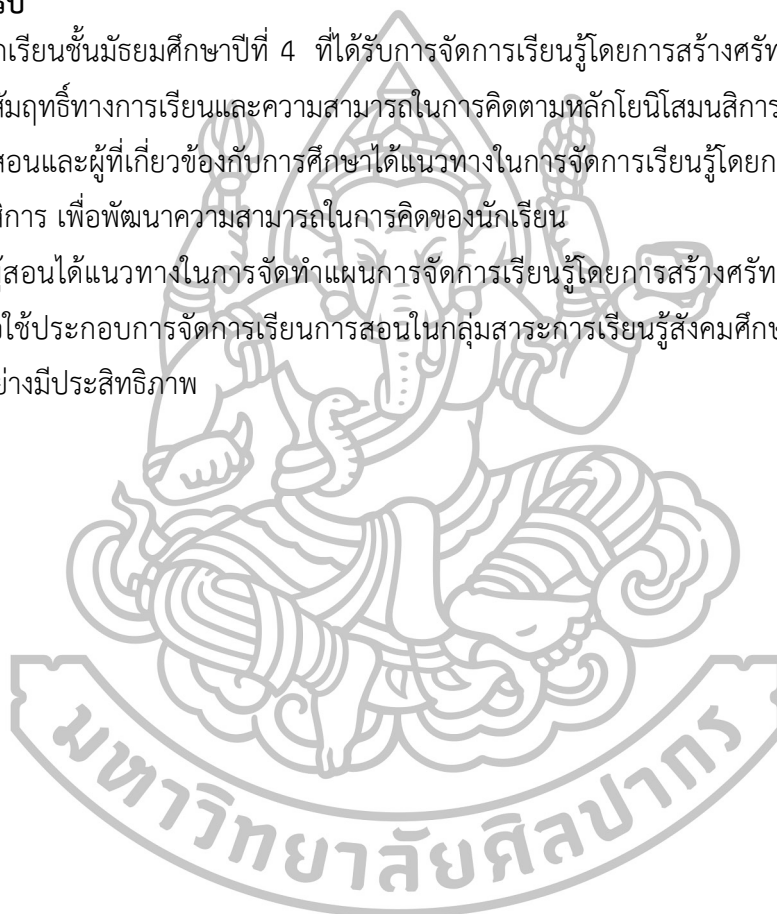 กเรียนชั้นมัธยมศึกษาปีที่ 4 ที่ได้รับการจัดการเรียนรู้โดยการสร้างศรัท
สัมฤทธิ์ทางการเรียนและความสามารถในการคิดตามหลักโยนิโสมนสิการ
สอนและผู้ที่เกี่ยวข้องกับการศึกษาได้แนวทางในการจัดการเรียนรู้โดยก
สิการ เพื่อพัฒนาความสามารถในการคิดของนักเรียน
ู้สอนได้แนวทางในการจัดทำแผนการจัดการเรียนรู้โดยการสร้างศรัท
ใช้ประกอบการจัดการเรียนการสอนในกลุ่มสาระการเรียนรู้สังคมศึกษ
ย่างมีประสิทธิภาพ
มหาวิทยาลัยศิลปากร